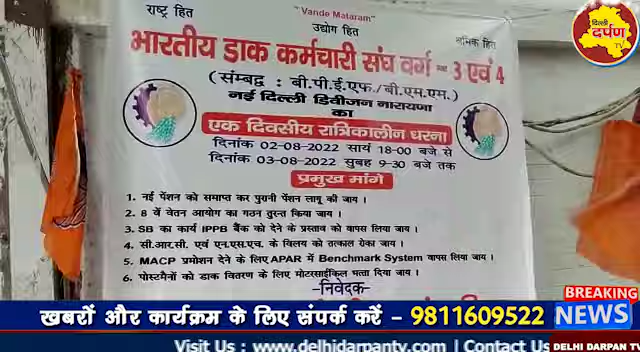 "Vande Mataram"
राष्ट्र हित
उद्योग हित
श्रमिक हित
दिल्ली
दर्पण
TV
भारतीय डाक कर्मचारी संघ वर्ग 3 एवं 4
(संम्बद्व : बी.पी.ई.एफ./बी.एम.एम.)
नई दिल्ली डिवीजन नारायणा
का
एक दिवसीय रात्रिकालीन धरना
दिनांक 02-08-2022 सायं 18-00 बजे से
दिनांक 03-08-2022 सुबह 9-30 बजे तक
प्रमुख मांगे
1. नई पेंशन को समाप्त कर पुरानी पेंशन लागू की जाय।
2. 8 वें वेतन आयोग का गठन तुरन्त किया जाय।
3. SB का कार्य IPPB बैंक को देने के प्रस्ताव को वापस लिया जाय।
4. सी.आर.सी. एवं एन.एस.एच. के विलय को तत्काल रोका जाय।
5. MACP प्रमोशन देने के लिए APAR में Benchmark System वापस लिया जाय।
6. पोस्टमैनों को डाक वितरण के लिए मोटरसाईकिल भत्ता दिया जाय।
-निवेदक-
खबरों और कार्यक्रम के लिए संपर्क करें - 9811609522
BREAKING
NEWS
Visit Us : www.delhidarpantv.com | Contact Us
DELHI DARPAN TV